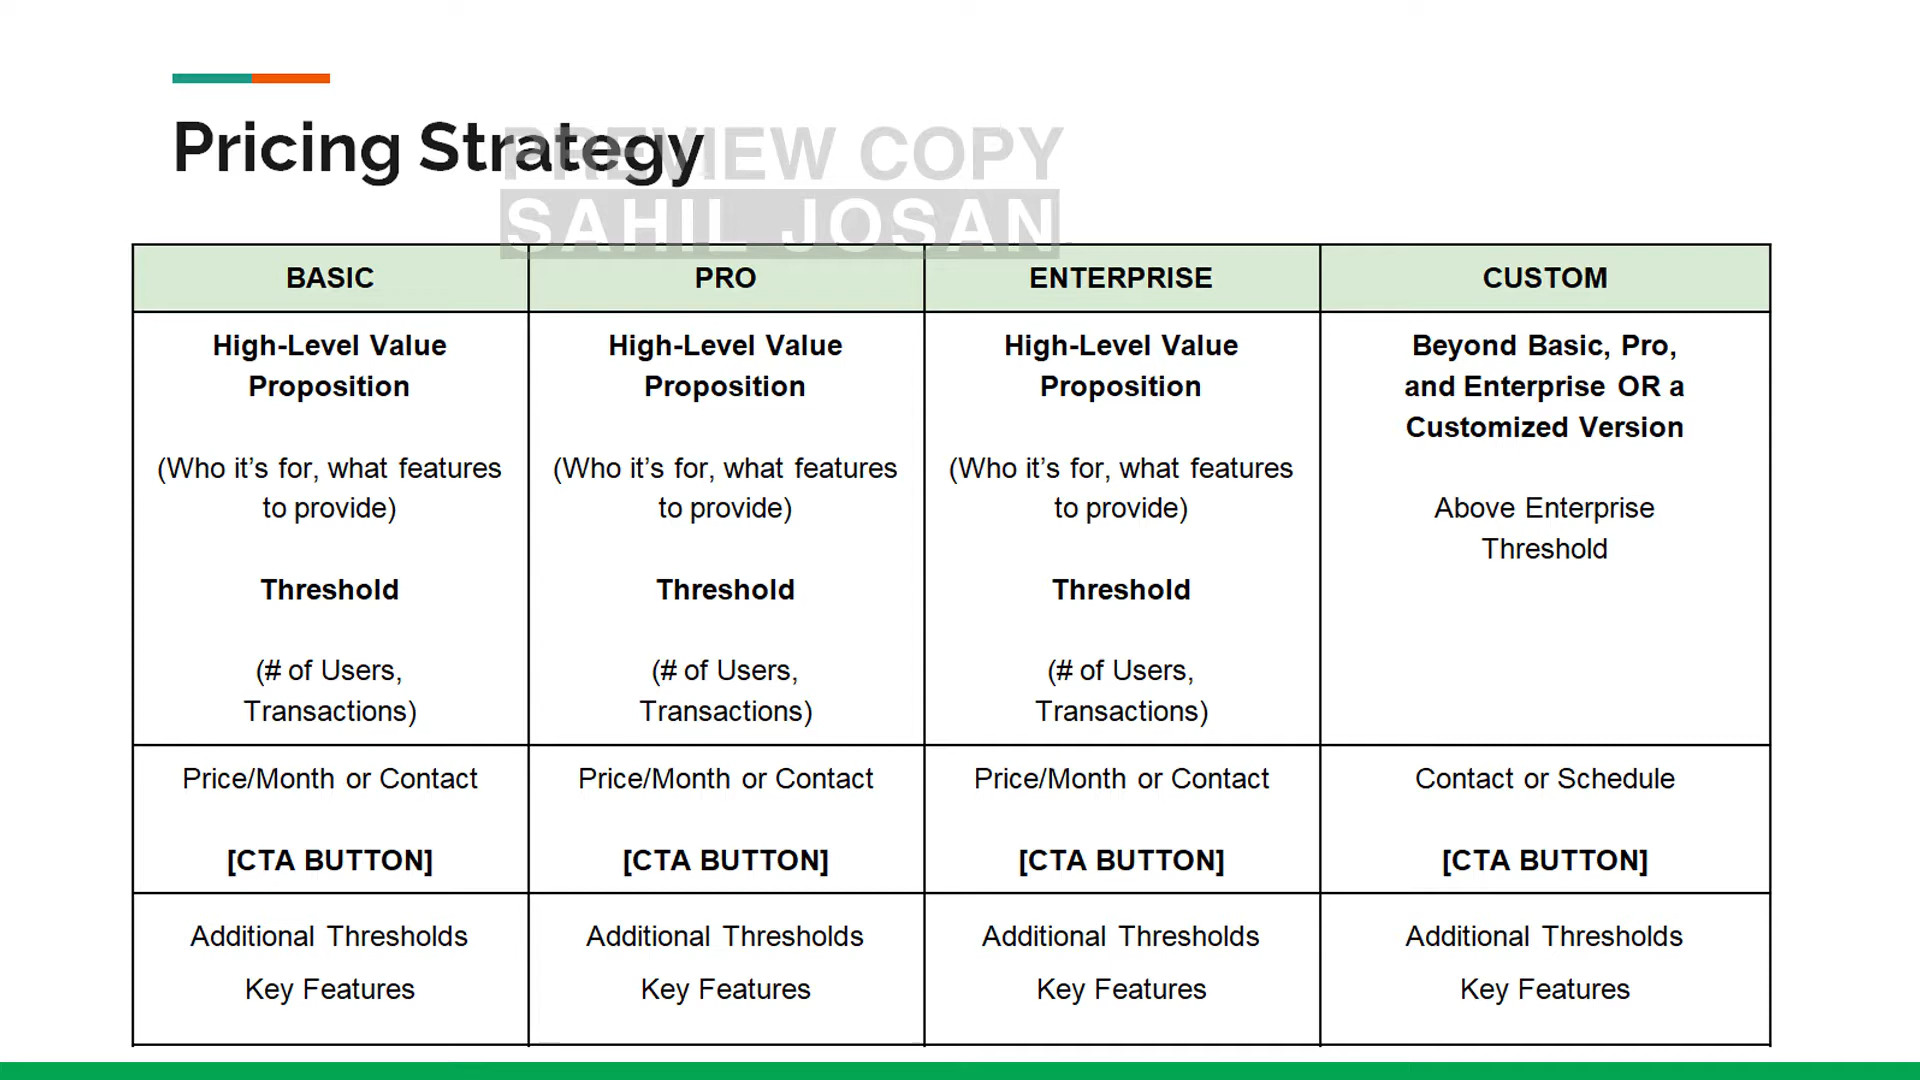 Pricing Strategy
PREVIEW COPY
SAHIL JOSAN
BASIC
PRO
ENTERPRISE
CUSTOM
High-Level Value
Proposition
(Who it's for, what features
to provide)
Threshold
(# of Users,
Transactions)
High-Level Value
Proposition
(Who it's for, what features
to provide)
Threshold
(# of Users,
Transactions)
High-Level Value
Proposition
(Who it's for, what features
to provide)
Threshold
(# of Users,
Transactions)
Beyond Basic, Pro,
and Enterprise OR a
Customized Version
Above Enterprise
Threshold
Price/Month or Contact
[CTA BUTTON]
Price/Month or Contact
[CTA BUTTON]
Price/Month or Contact
[CTA BUTTON]
Contact or Schedule
[CTA BUTTON]
Additional Thresholds
Key Features
Additional Thresholds
Key Features
Additional Thresholds
Key Features
Additional Thresholds
Key Features